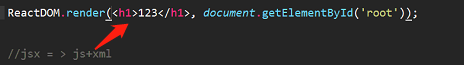 ReactDOM.render(<h1>123</h1>, document.getElementById('root'));
//jsx = > js+xml